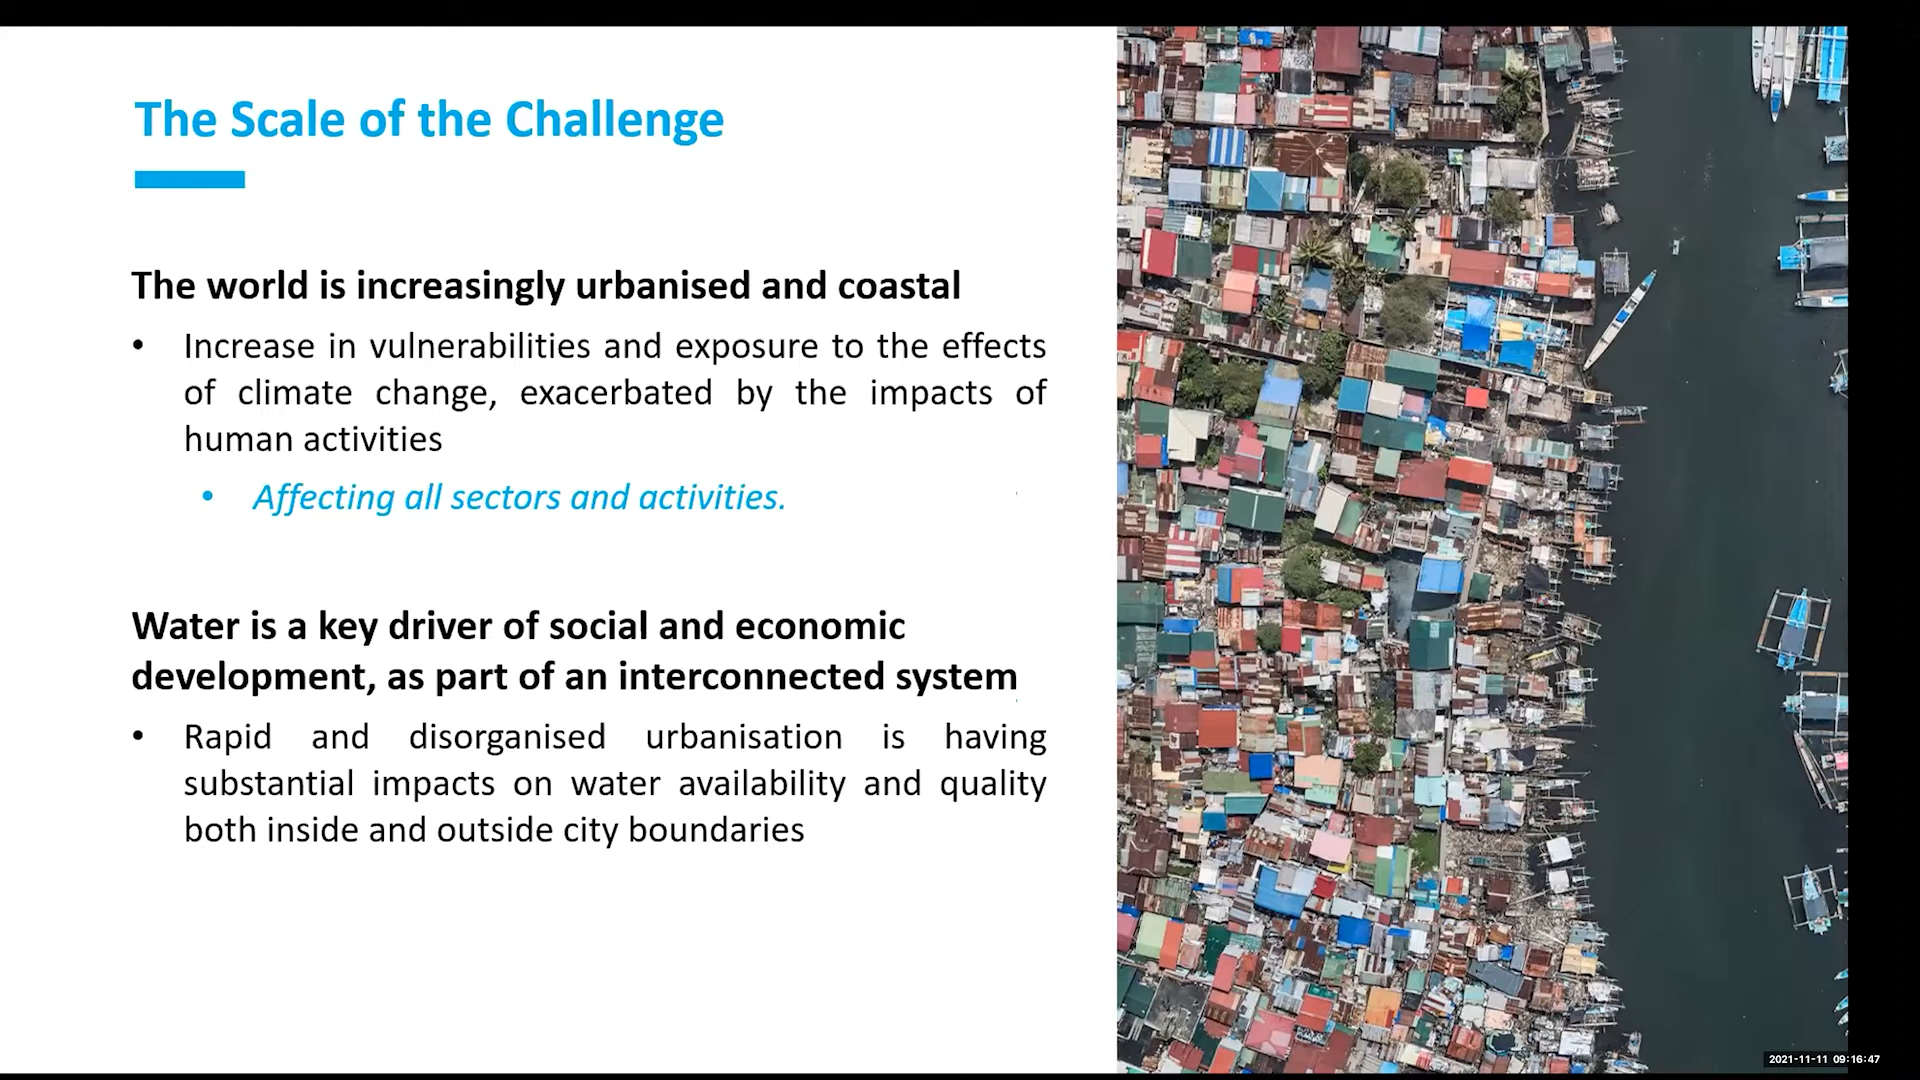 The Scale of the Challenge
The world is increasingly urbanised and coastal
• Increase in vulnerabilities and exposure to the effects
of climate change, exacerbated by the impacts of
human activities
• Affecting all sectors and activities.
Water is a key driver of social and economic
development, as part of an interconnected system
• Rapid and disorganised urbanisation is having
substantial impacts on water availability and quality
both inside and outside city boundaries
2021-11-11 09:16:47